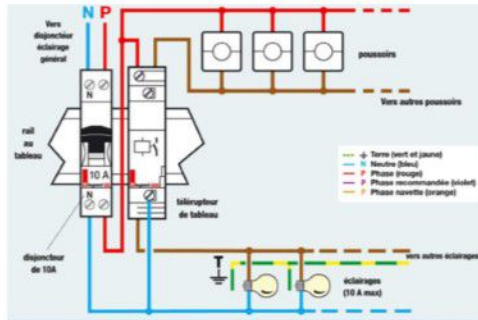 N P
Vers
disjoncteur
éclairage
général
poussoirs
Vers autres poussoirs
rail
au
tableau
N
10 A
N
télérupteur
de tableau
disjoncteur
de 10A
Terre (vert et jaune)
N Neutre (bleu)
P Phase (rouge)
P Phase recommandée (violet)
P Phase navette (orange)
vers autres éclairages
T
éclairages
(10 A max)